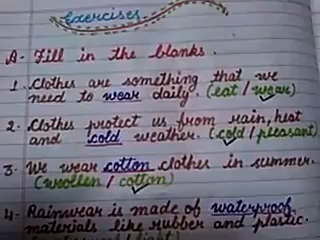 Exercises
A- Fill in the blanks.
1. Clothes are something that we
need to wear daily. (eat / wear)
2. Clothes protect us from rain, heat
and cold weather. (cold / pleasant)
3. We wear cotton clothes in summer.
(woollen / cotton)
4- Rainwear is made of waterproof
materials like rubber and plastic.